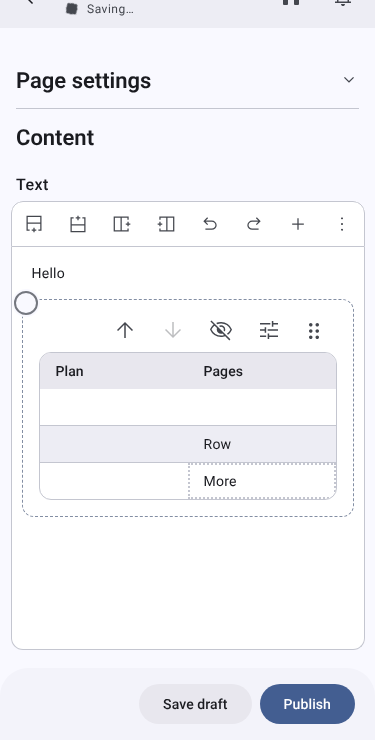 Saving…
Page settings
Content
Text
Hello
Plan Pages
Row
More
Save draft Publish